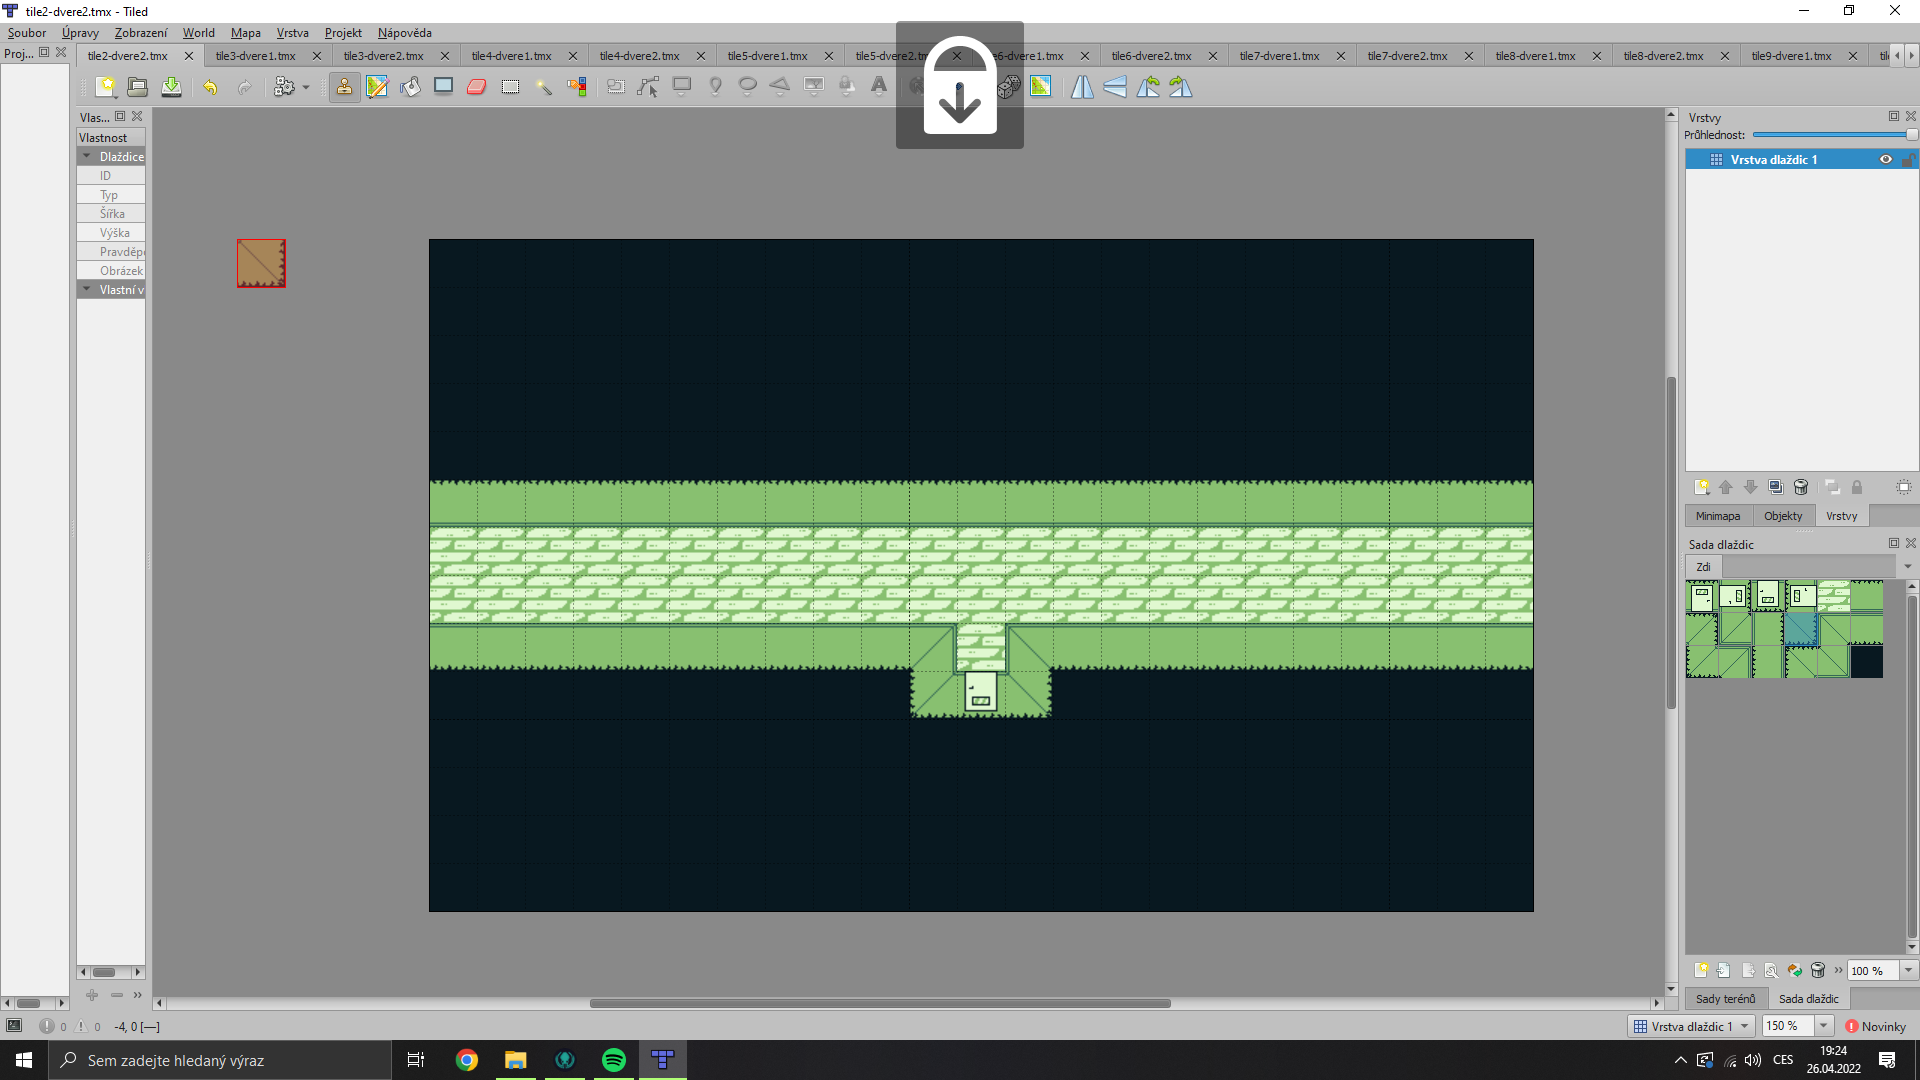 tile2-dvere2.tmx - Tiled
Soubor Úpravy Zobrazení World Mapa Vrstva Projekt Nápověda
Proj...
tile2-dvere2.tmx tile3-dvere1.tmx tile3-dvere2.tmx tile4-dvere1.tmx tile4-dvere2.tmx tile5-dvere1.tmx tile5-dvere2 e6-dvere1.tmx tile6-dvere2.tmx tile7-dvere1.tmx tile7-dvere2.tmx tile8-dvere1.tmx tile8-dvere2.tmx tile9-dvere1.tmx
Vlas...
Vlastnost
Dlaždice
ID
Typ
Šířka
Výška
Pravděpo
Obrázek
Vlastní v
Vrstvy
Průhlednost:
Vrstva dlaždic 1
Minimapa Objekty Vrstvy
Sada dlaždic
Zdi
100 %
Sady terénů Sada dlaždic
0 0 -4, 0 [—]
Vrstva dlaždic 1 150 % Novinky
Sem zadejte hledaný výraz
CES
19:24
26.04.2022